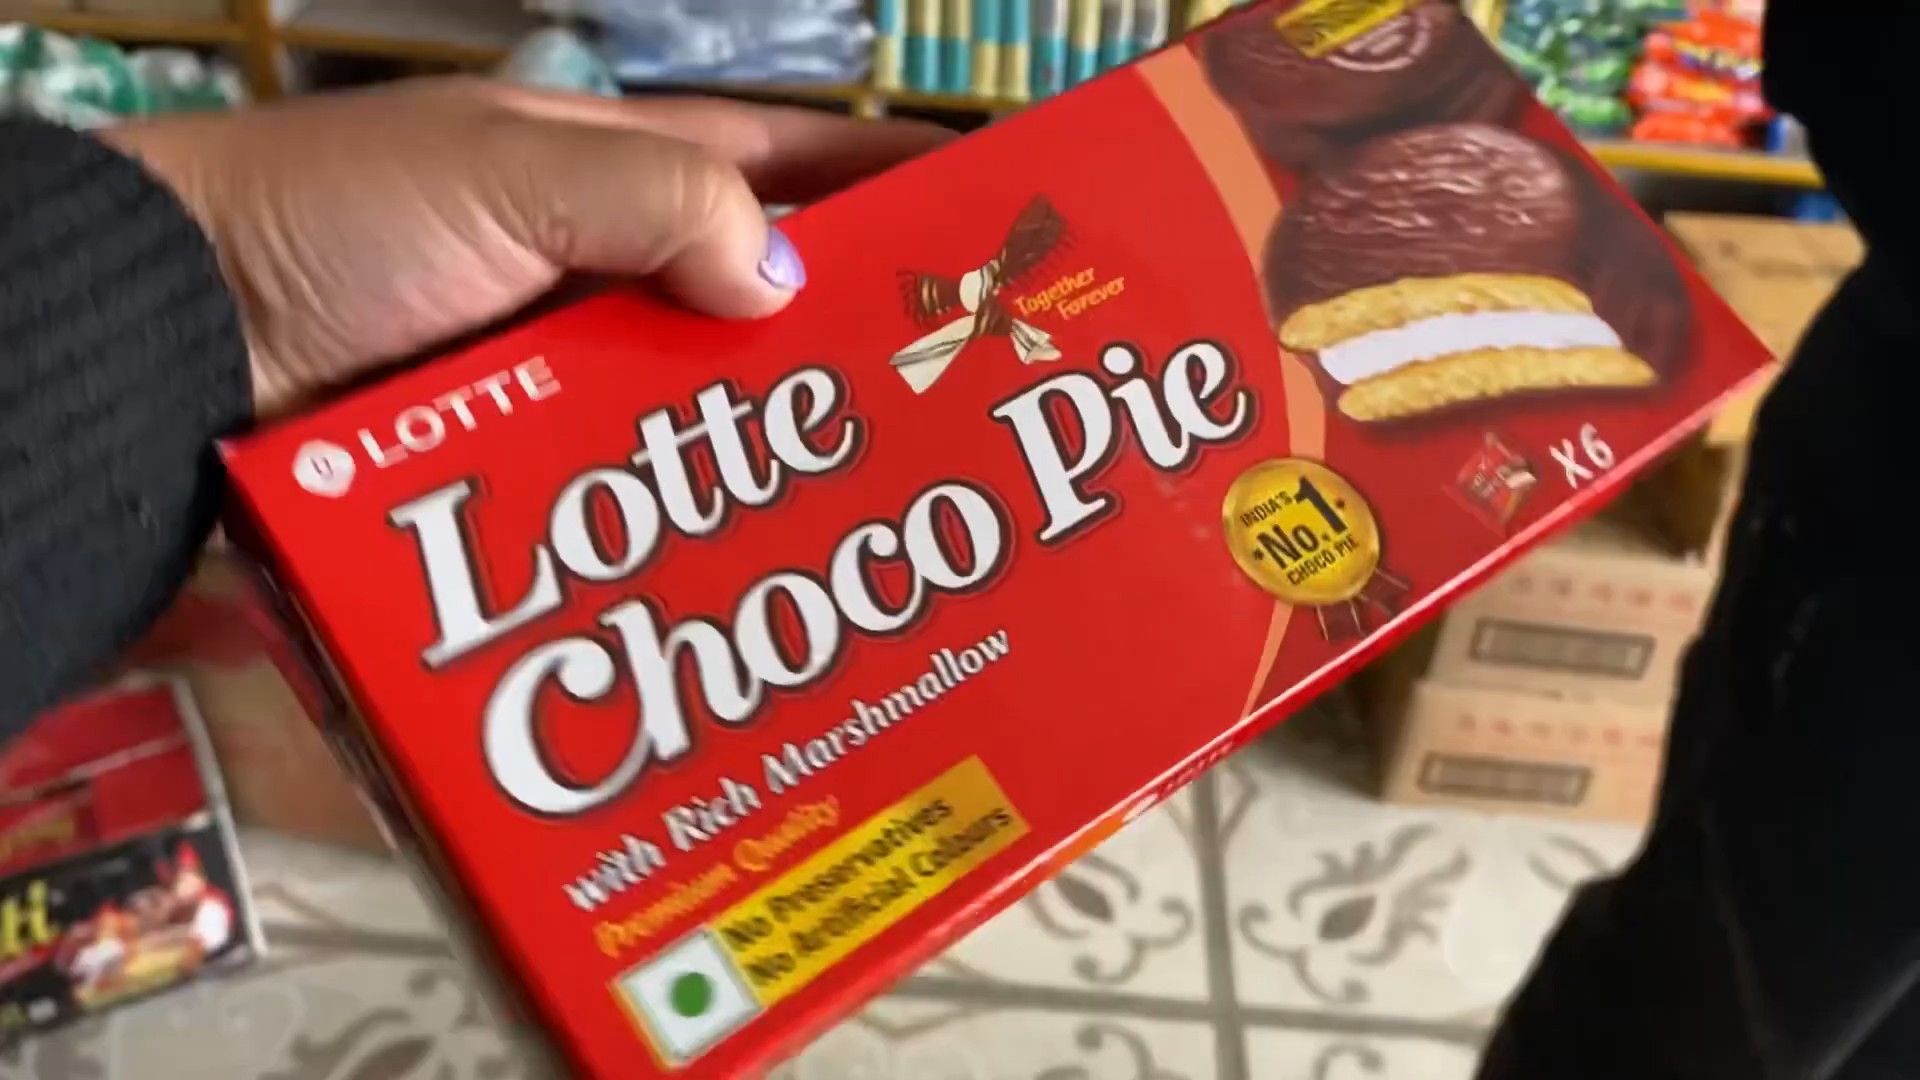 LOTTE
Together
Forever
Lotte
Choco Pie
with Rich Marshmallow
Premium Quality
No Preservatives
No Artificial Colours
INDIA'S
No.1
CHOCO PIE
X6
ti